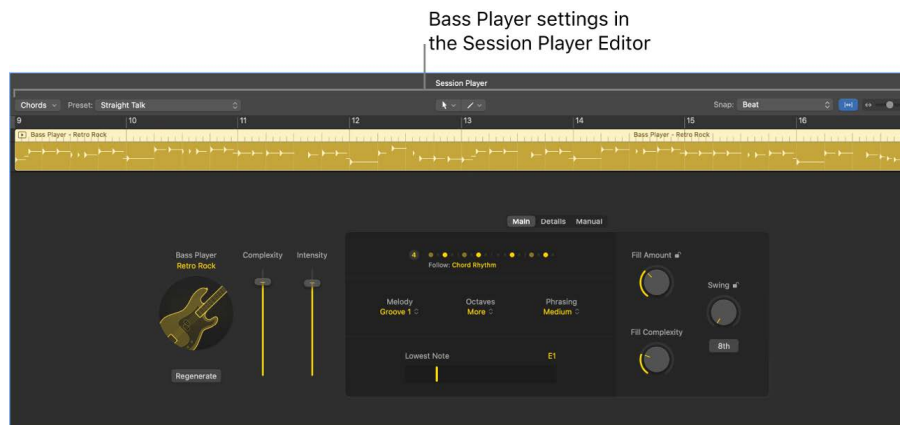 Bass Player settings in
the Session Player Editor
Session Player
Chords Preset: Straight Talk Snap: Beat
9 10 11 12 13 14 15 16
Bass Player - Retro Rock Bass Player - Retro Rock
Main Details Manual
Bass Player
Retro Rock
Complexity Intensity
Regenerate
4
Follow: Chord Rhythm
Melody Octaves Phrasing
Groove 1 More Medium
Lowest Note E1
Fill Amount
Swing
Fill Complexity
8th